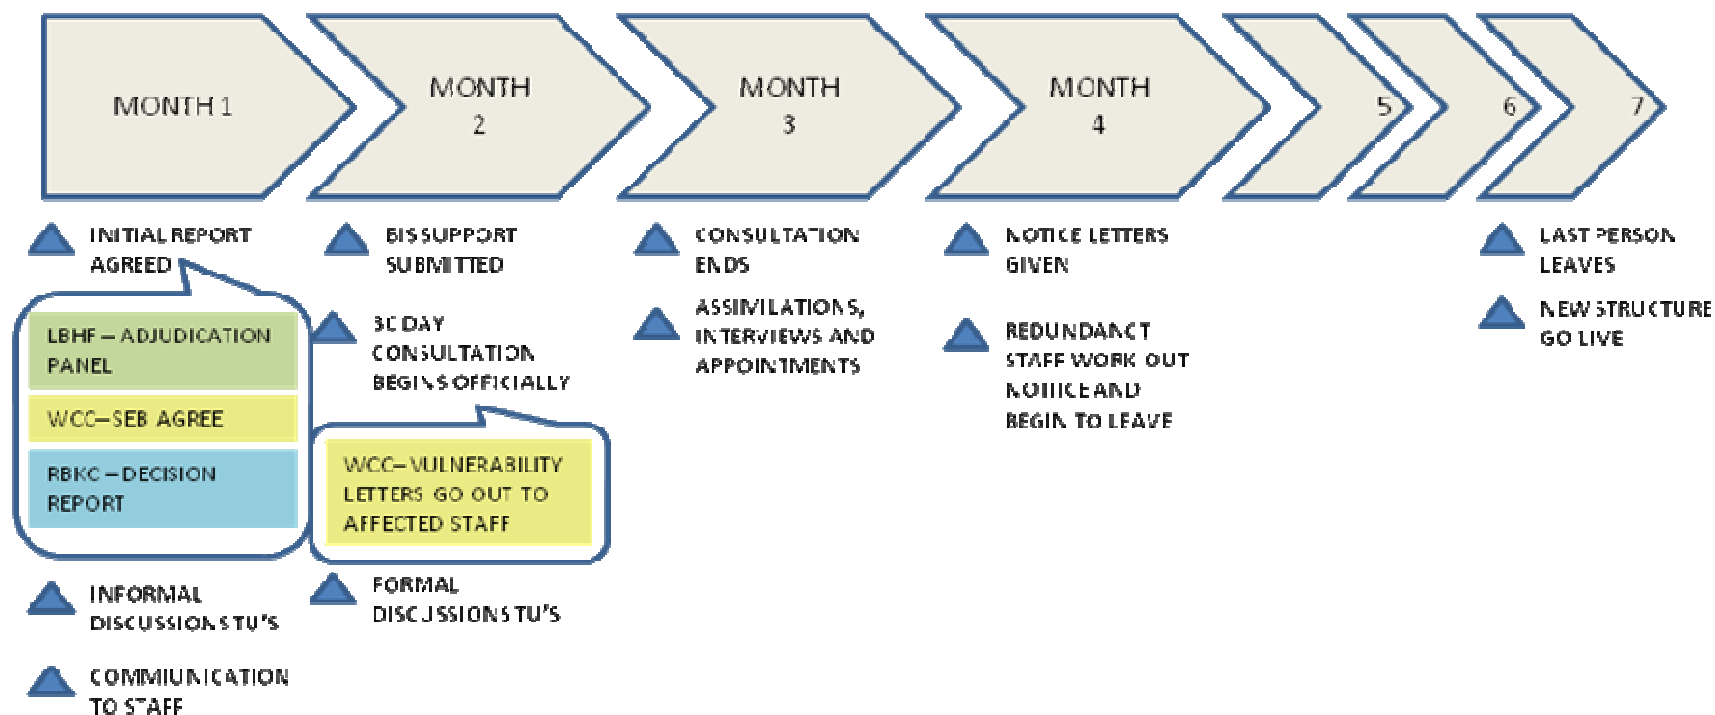 MONTH 1
MONTH
2
MONTH
3
MONTH
4
5
6
7
INITIAL REPORT
AGREED
LBHF – ADJUDICATION
PANEL
WCC–SEB AGREE
RBKC – DECISION
REPORT
INFORMAL
DISCUSSIONS TU'S
COMMUNICATION
TO STAFF
BIS SUPPORT
SUBMITTED
30 DAY
CONSULTATION
BEGINS OFFICIALLY
WCC– VULNERABILITY
LETTERS GO OUT TO
AFFECTED STAFF
FORMAL
DISCUSSIONS TU'S
CONSULTATION
ENDS
ASSIMILATIONS,
INTERVIEWS AND
APPOINTMENTS
NOTICE LETTERS
GIVEN
REDUNDANCT
STAFF WORK OUT
NOTICE AND
BEGIN TO LEAVE
LAST PERSON
LEAVES
NEW STRUCTURE
GO LIVE